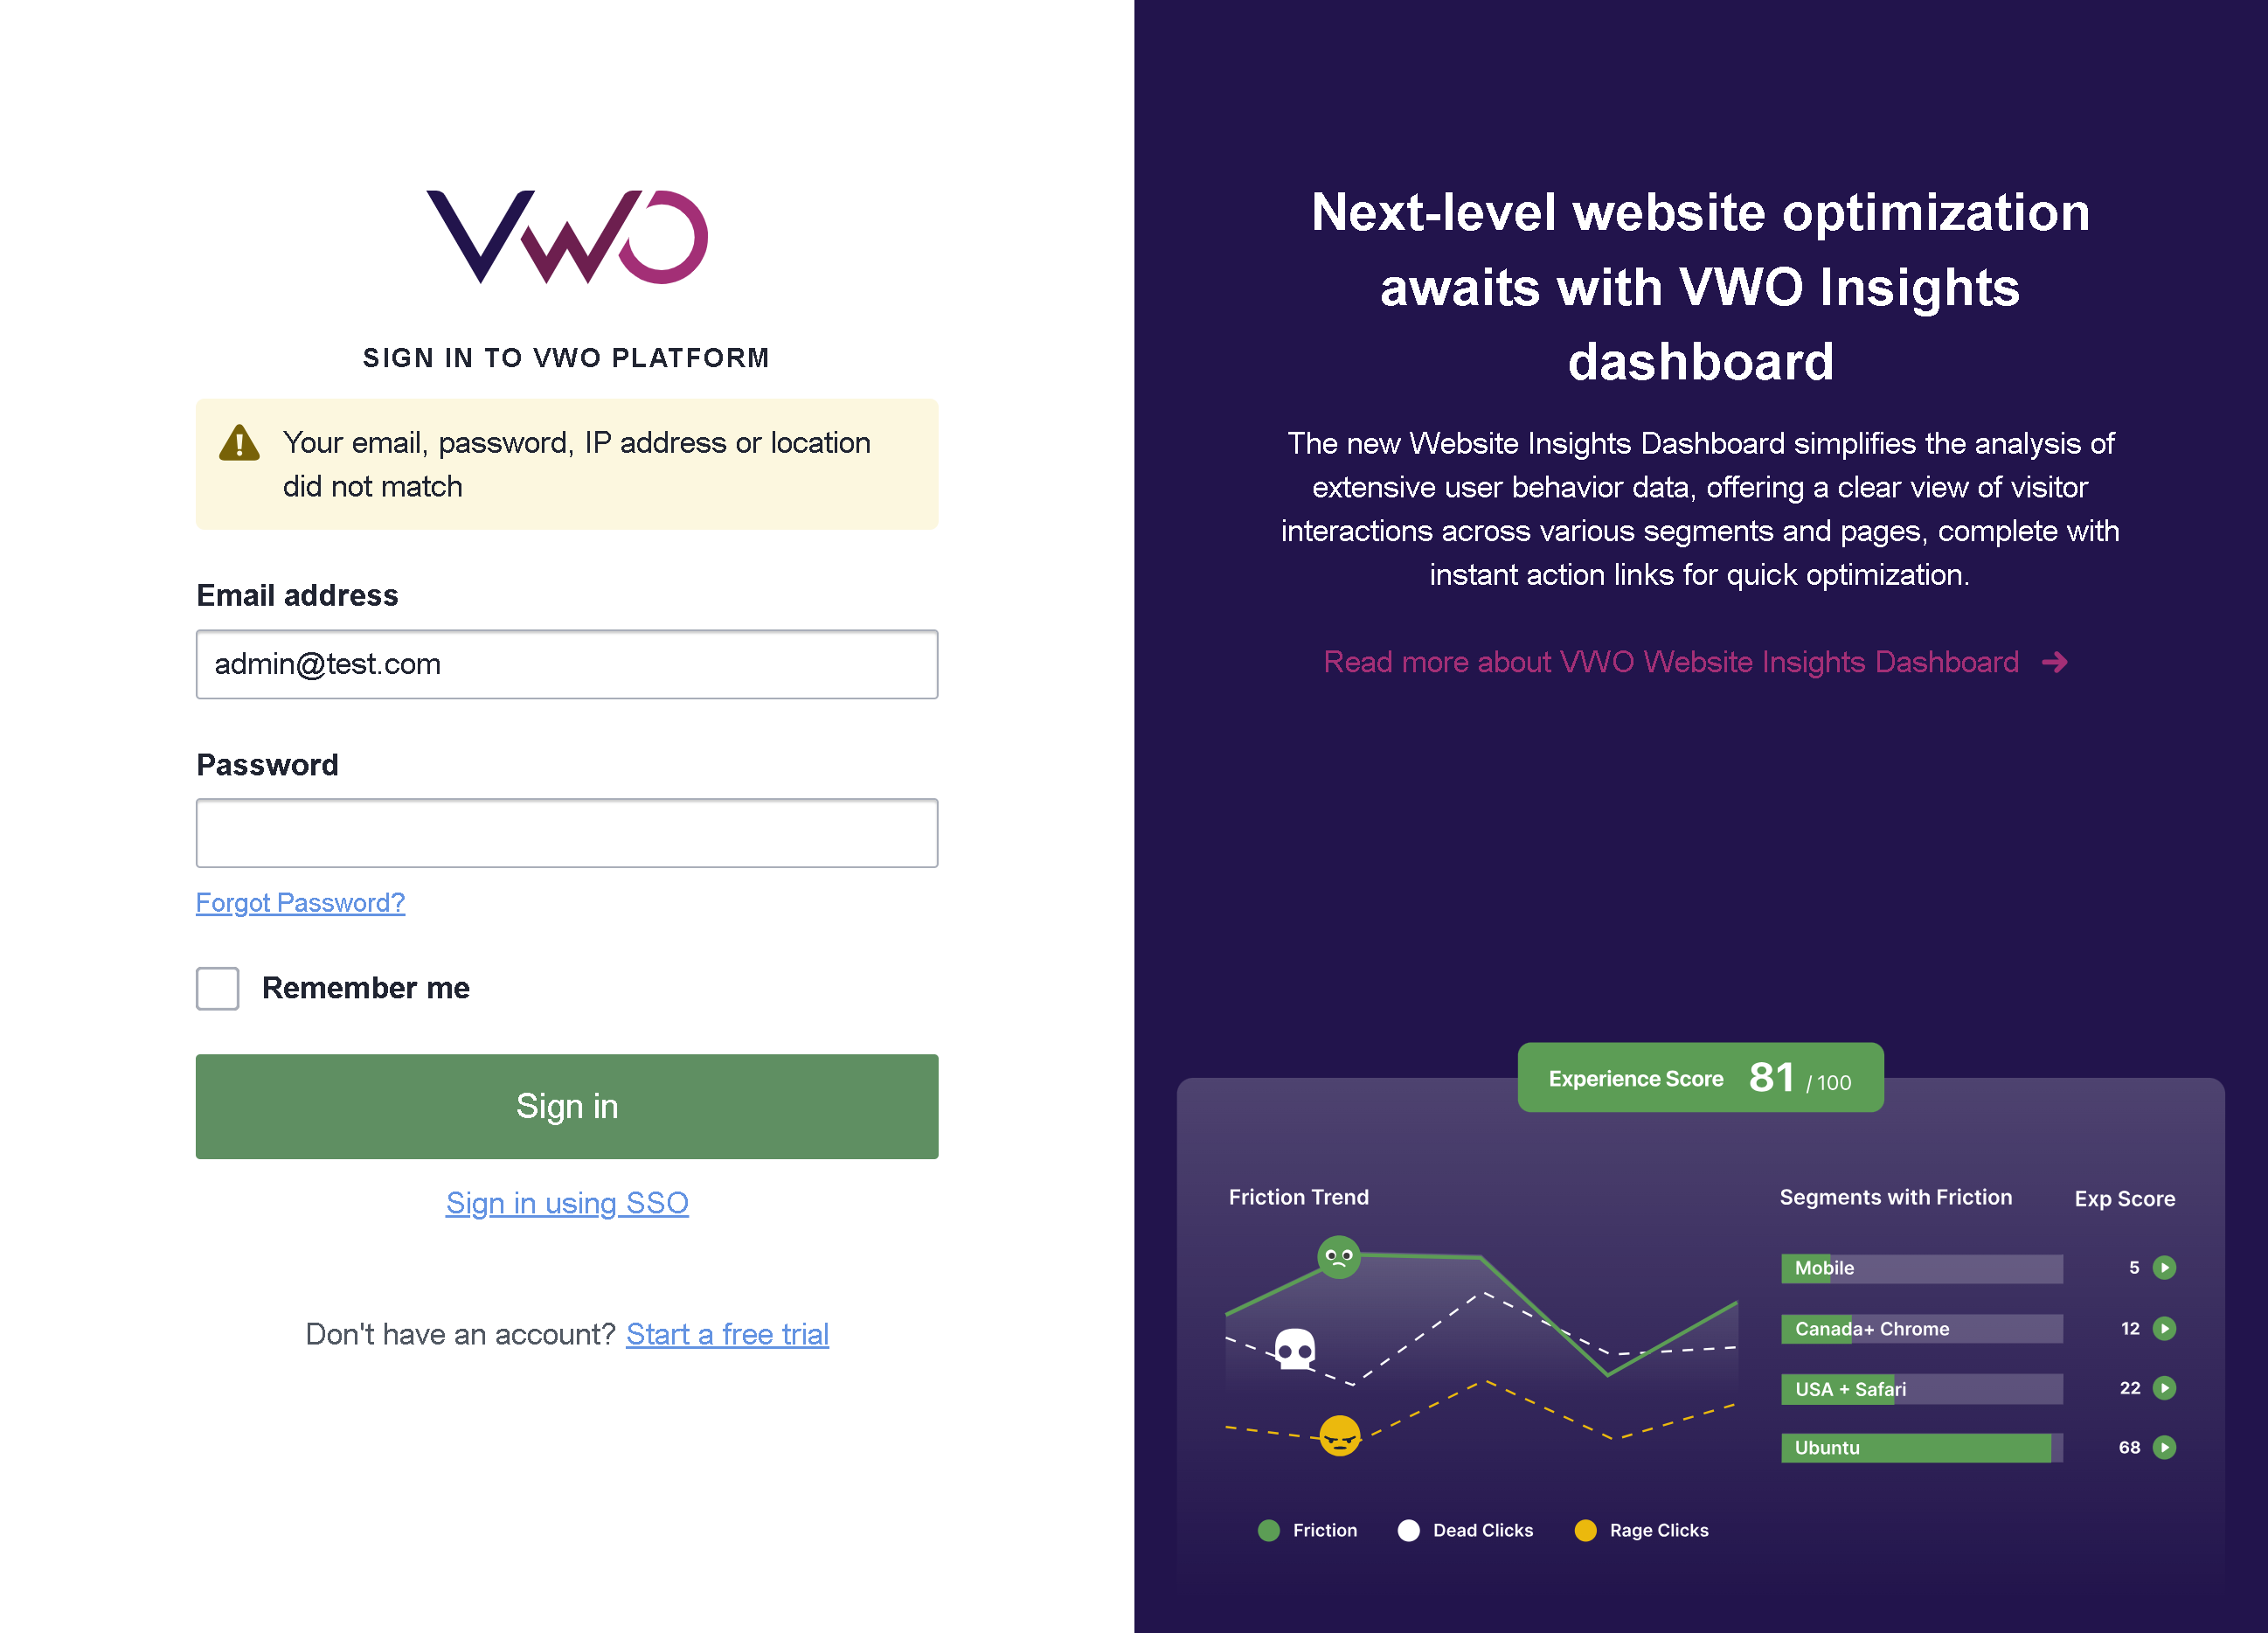 VWO
SIGN IN TO VWO PLATFORM
Your email, password, IP address or location
did not match
Email address
admin@test.com
Password
Forgot Password?
Remember me
Sign in
Sign in using SSO
Don't have an account? Start a free trial
Next-level website optimization
awaits with VWO Insights
dashboard
The new Website Insights Dashboard simplifies the analysis of
extensive user behavior data, offering a clear view of visitor
interactions across various segments and pages, complete with
instant action links for quick optimization.
Read more about VWO Website Insights Dashboard
Experience Score 81 / 100
Friction Trend
Segments with Friction Exp Score
Mobile 5
Canada+ Chrome 12
USA + Safari 22
Ubuntu 68
Friction Dead Clicks Rage Clicks